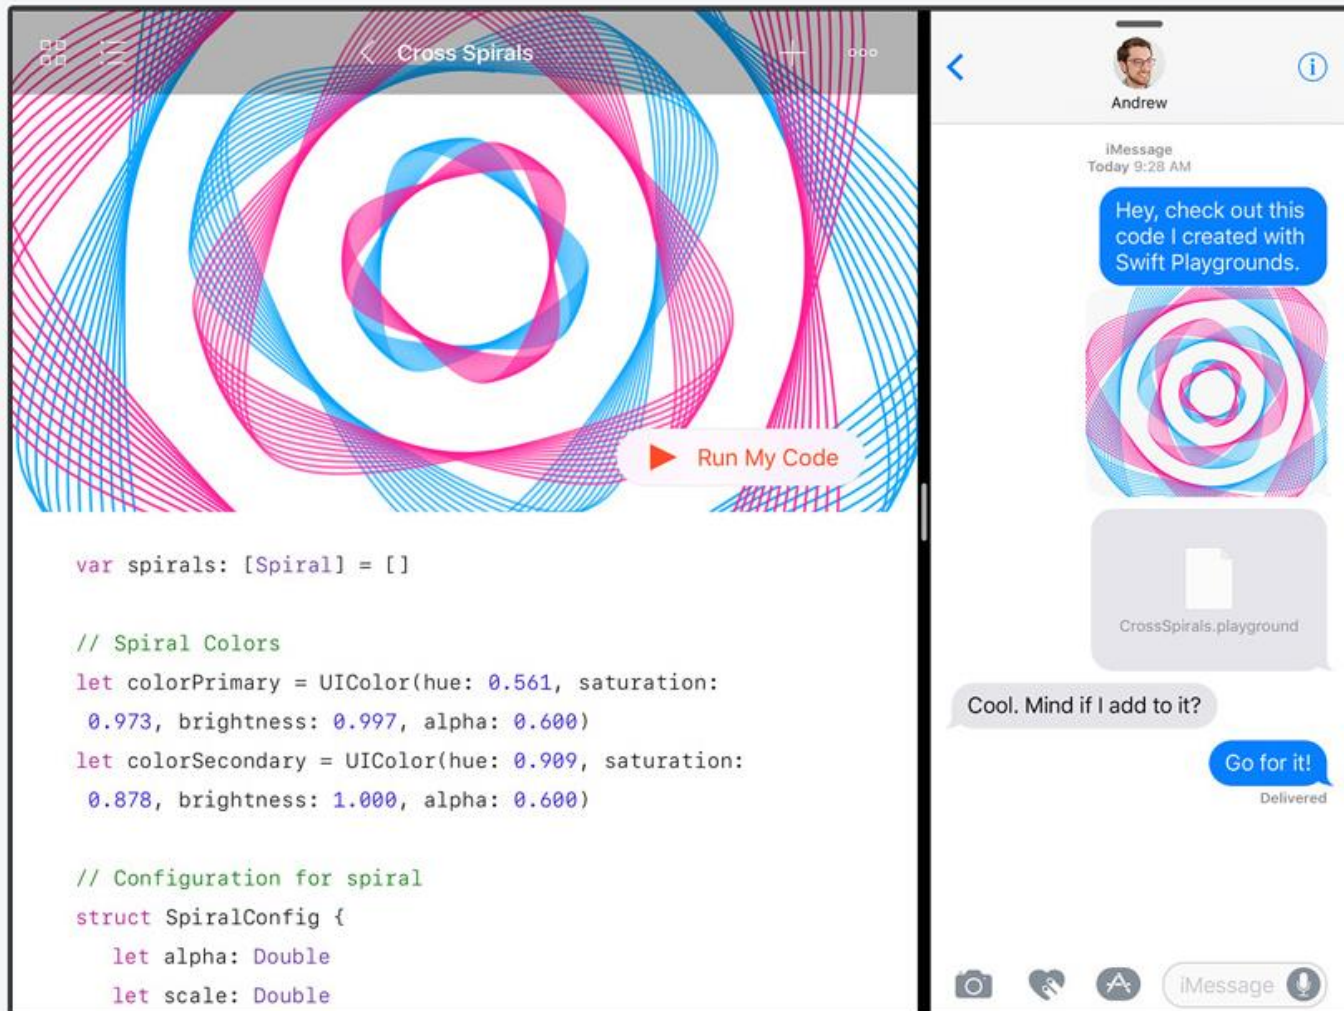 Cross Spirals
Run My Code
var spirals: [Spiral] = []
// Spiral Colors
let colorPrimary = UIColor(hue: 0.561, saturation:
0.973, brightness: 0.997, alpha: 0.600)
let colorSecondary = UIColor(hue: 0.909, saturation:
0.878, brightness: 1.000, alpha: 0.600)
// Configuration for spiral
struct SpiralConfig {
let alpha: Double
let scale: Double
Andrew
iMessage
Today 9:28 AM
Hey, check out this
code I created with
Swift Playgrounds.
CrossSpirals.playground
Cool. Mind if I add to it?
Go for it!
Delivered
iMessage